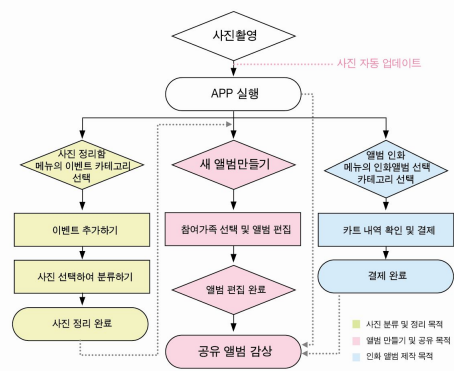 사진촬영
사진 자동 업데이트
APP 실행
사진 정리함
메뉴의 이벤트 카테고리
선택
새 앨범만들기
앨범 인화
메뉴의 인화앨범 선택
카테고리 선택
이벤트 추가하기
참여가족 선택 및 앨범 편집
카트 내역 확인 및 결제
사진 선택하여 분류하기
앨범 편집 완료
결제 완료
사진 정리 완료
공유 앨범 감상
사진 분류 및 정리 목적
앨범 만들기 및 공유 목적
인화 앨범 제작 목적